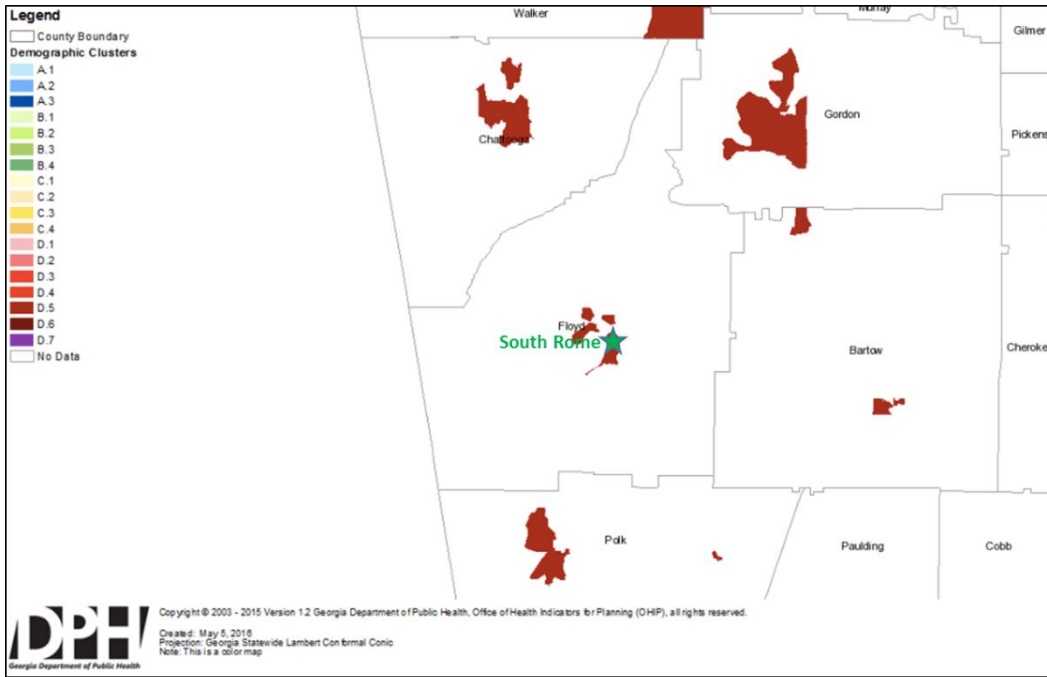 Legend
County Boundary
Demographic Clusters
A.1
A.2
A.3
B.1
B.2
B.3
B.4
C.1
C.2
C.3
C.4
D.1
D.2
D.3
D.4
D.5
D.6
D.7
No Data
Walker
Murray
Gilmer
Chattooga
Gordon
Pickens
Floyd
South Rome
Bartow
Cheroke
Polk
Paulding
Cobb
DPH
Georgia Department of Public Health
Copyright © 2003 - 2015 Version 1.2 Georgia Department of Public Health, Office of Health Indicators for Planning (OHIP), all rights reserved.
Created: May 5, 2016
Projection: Georgia Statewide Lambert Conformal Conic
Note: This is a color map